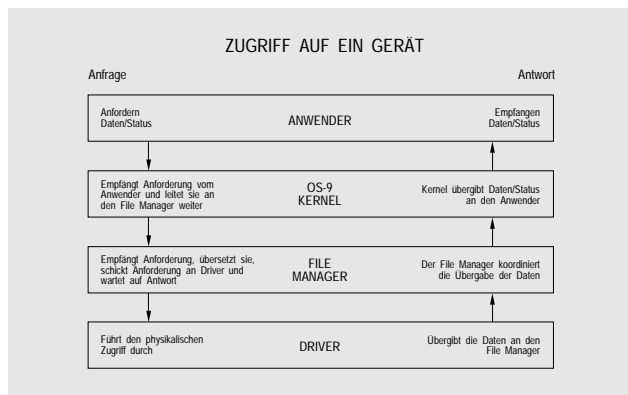 ZUGRIFF AUF EIN GERÄT
Anfrage
Antwort
Anfordern
Daten/Status
ANWENDER
Empfangen
Daten/Status
Empfängt Anforderung vom
Anwender und leitet sie an
den File Manager weiter
OS-9
KERNEL
Kernel übergibt Daten/Status
an den Anwender
Empfängt Anforderung, übersetzt sie,
schickt Anforderung an Driver und
wartet auf Antwort
FILE
MANAGER
Der File Manager koordiniert
die Übergabe der Daten
Führt den physikalischen
Zugriff durch
DRIVER
Übergibt die Daten an den
File Manager